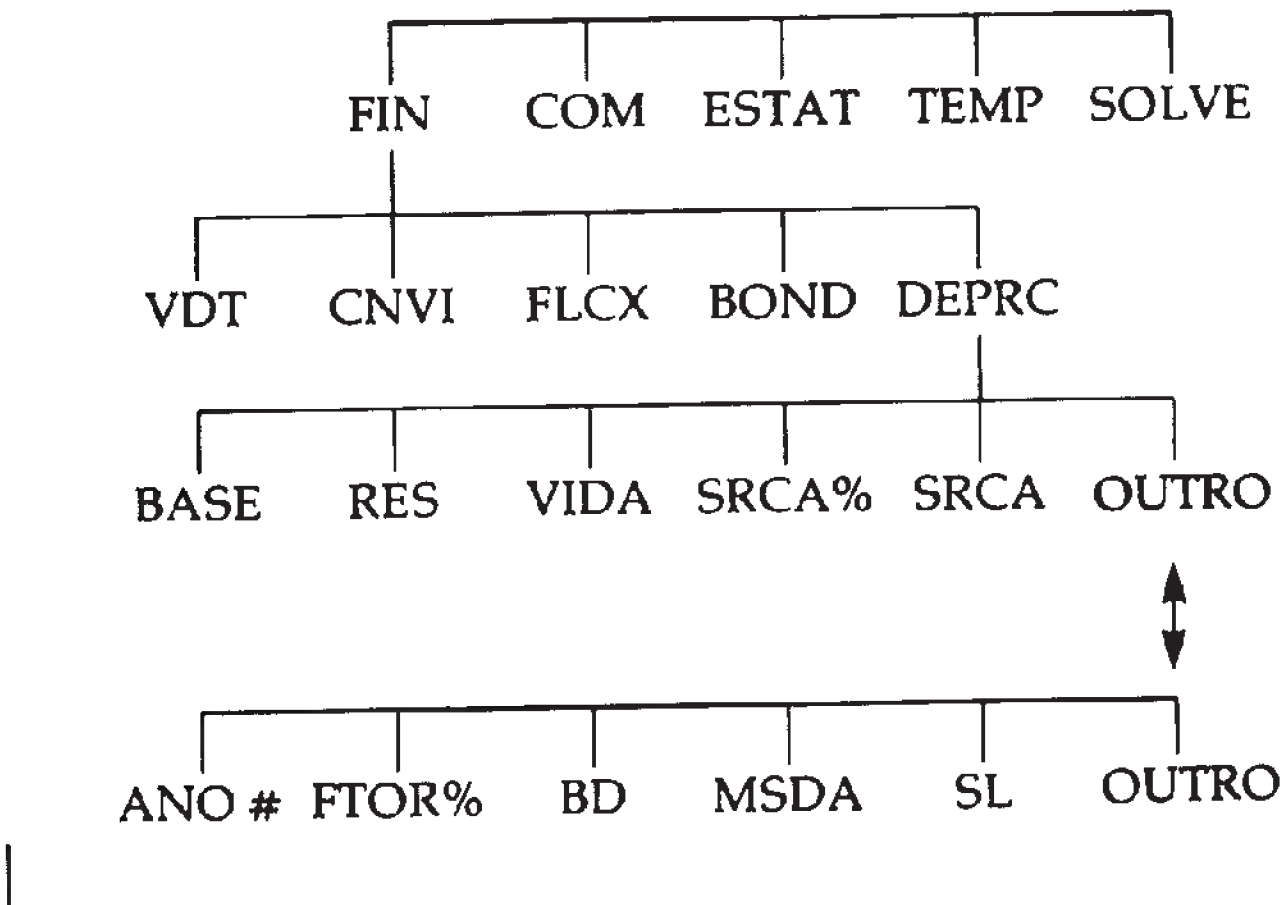 FIN COM ESTAT TEMP SOLVE
VDT CNVI FLCX BOND DEPRC
BASE RES VIDA SRCA% SRCA OUTRO
ANO # FTOR% BD MSDA SL OUTRO